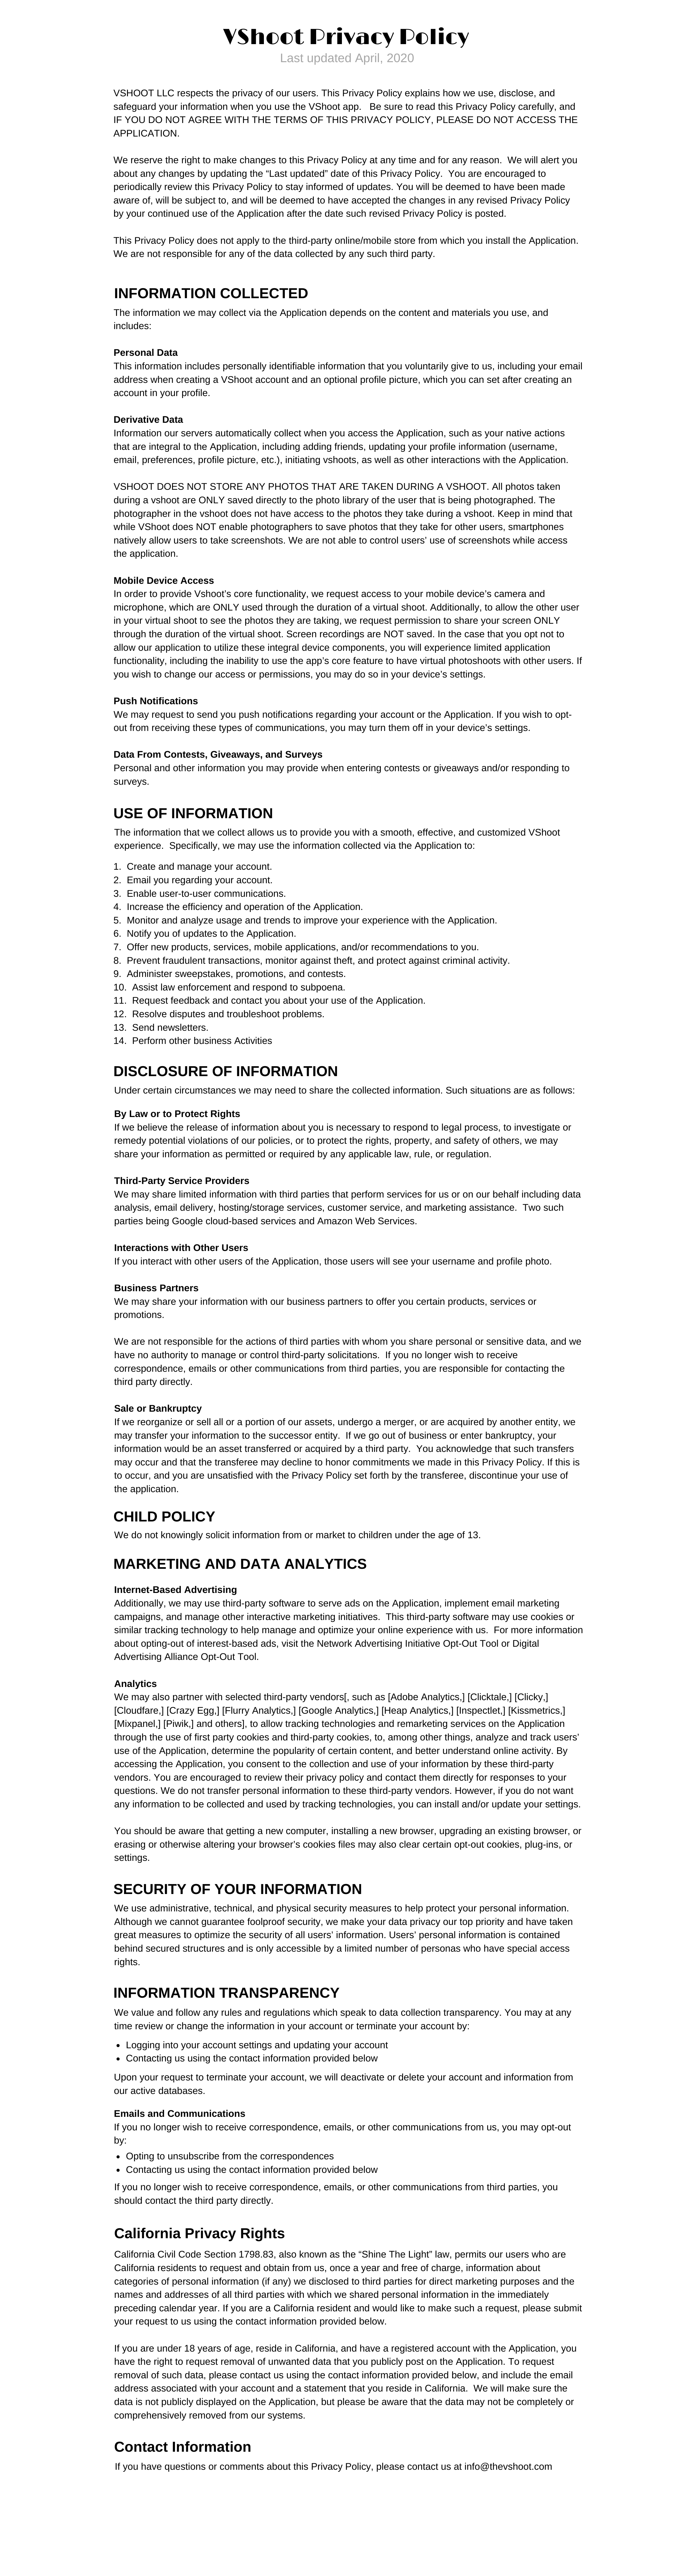 VShoot Privacy Policy
Last updated April, 2020
VSHOOT LLC respects the privacy of our users. This Privacy Policy explains how we use, disclose, and
safeguard your information when you use the VShoot app.   Be sure to read this Privacy Policy carefully, and
IF YOU DO NOT AGREE WITH THE TERMS OF THIS PRIVACY POLICY, PLEASE DO NOT ACCESS THE
APPLICATION.
We reserve the right to make changes to this Privacy Policy at any time and for any reason.  We will alert you
about any changes by updating the “Last updated” date of this Privacy Policy.  You are encouraged to
periodically review this Privacy Policy to stay informed of updates. You will be deemed to have been made
aware of, will be subject to, and will be deemed to have accepted the changes in any revised Privacy Policy
by your continued use of the Application after the date such revised Privacy Policy is posted.
This Privacy Policy does not apply to the third-party online/mobile store from which you install the Application.
We are not responsible for any of the data collected by any such third party.
INFORMATION COLLECTED
The information we may collect via the Application depends on the content and materials you use, and
includes:
Personal Data
This information includes personally identifiable information that you voluntarily give to us, including your email
address when creating a VShoot account and an optional profile picture, which you can set after creating an
account in your profile.
Derivative Data
Information our servers automatically collect when you access the Application, such as your native actions
that are integral to the Application, including adding friends, updating your profile information (username,
email, preferences, profile picture, etc.), initiating vshoots, as well as other interactions with the Application.
VSHOOT DOES NOT STORE ANY PHOTOS THAT ARE TAKEN DURING A VSHOOT. All photos taken
during a vshoot are ONLY saved directly to the photo library of the user that is being photographed. The
photographer in the vshoot does not have access to the photos they take during a vshoot. Keep in mind that
while VShoot does NOT enable photographers to save photos that they take for other users, smartphones
natively allow users to take screenshots. We are not able to control users’ use of screenshots while access
the application.
Mobile Device Access
In order to provide Vshoot’s core functionality, we request access to your mobile device’s camera and
microphone, which are ONLY used through the duration of a virtual shoot. Additionally, to allow the other user
in your virtual shoot to see the photos they are taking, we request permission to share your screen ONLY
through the duration of the virtual shoot. Screen recordings are NOT saved. In the case that you opt not to
allow our application to utilize these integral device components, you will experience limited application
functionality, including the inability to use the app’s core feature to have virtual photoshoots with other users. If
you wish to change our access or permissions, you may do so in your device’s settings.
Push Notifications
We may request to send you push notifications regarding your account or the Application. If you wish to opt-
out from receiving these types of communications, you may turn them off in your device’s settings.
Data From Contests, Giveaways, and Surveys
Personal and other information you may provide when entering contests or giveaways and/or responding to
surveys.
USE OF INFORMATION
The information that we collect allows us to provide you with a smooth, effective, and customized VShoot
experience.  Specifically, we may use the information collected via the Application to:
1.  Create and manage your account.
2.  Email you regarding your account.
3.  Enable user-to-user communications.
4.  Increase the efficiency and operation of the Application.
5.  Monitor and analyze usage and trends to improve your experience with the Application.
6.  Notify you of updates to the Application.
7.  Offer new products, services, mobile applications, and/or recommendations to you.
8.  Prevent fraudulent transactions, monitor against theft, and protect against criminal activity.
9.  Administer sweepstakes, promotions, and contests.
10.  Assist law enforcement and respond to subpoena.
11.  Request feedback and contact you about your use of the Application.
12.  Resolve disputes and troubleshoot problems.
13.  Send newsletters.
14.  Perform other business Activities
DISCLOSURE OF INFORMATION
Under certain circumstances we may need to share the collected information. Such situations are as follows:
By Law or to Protect Rights
If we believe the release of information about you is necessary to respond to legal process, to investigate or
remedy potential violations of our policies, or to protect the rights, property, and safety of others, we may
share your information as permitted or required by any applicable law, rule, or regulation.
Third-Party Service Providers
We may share limited information with third parties that perform services for us or on our behalf including data
analysis, email delivery, hosting/storage services, customer service, and marketing assistance.  Two such
parties being Google cloud-based services and Amazon Web Services.
Interactions with Other Users
If you interact with other users of the Application, those users will see your username and profile photo.
Business Partners
We may share your information with our business partners to offer you certain products, services or
promotions.
We are not responsible for the actions of third parties with whom you share personal or sensitive data, and we
have no authority to manage or control third-party solicitations.  If you no longer wish to receive
correspondence, emails or other communications from third parties, you are responsible for contacting the
third party directly.
Sale or Bankruptcy
If we reorganize or sell all or a portion of our assets, undergo a merger, or are acquired by another entity, we
may transfer your information to the successor entity.  If we go out of business or enter bankruptcy, your
information would be an asset transferred or acquired by a third party.  You acknowledge that such transfers
may occur and that the transferee may decline to honor commitments we made in this Privacy Policy. If this is
to occur, and you are unsatisfied with the Privacy Policy set forth by the transferee, discontinue your use of
the application.
CHILD POLICY
We do not knowingly solicit information from or market to children under the age of 13.
MARKETING AND DATA ANALYTICS
Internet-Based Advertising
Additionally, we may use third-party software to serve ads on the Application, implement email marketing
campaigns, and manage other interactive marketing initiatives.  This third-party software may use cookies or
similar tracking technology to help manage and optimize your online experience with us.  For more information
about opting-out of interest-based ads, visit the Network Advertising Initiative Opt-Out Tool or Digital
Advertising Alliance Opt-Out Tool.
Analytics
We may also partner with selected third-party vendors[, such as [Adobe Analytics,] [Clicktale,] [Clicky,]
[Cloudfare,] [Crazy Egg,] [Flurry Analytics,] [Google Analytics,] [Heap Analytics,] [Inspectlet,] [Kissmetrics,]
[Mixpanel,] [Piwik,] and others], to allow tracking technologies and remarketing services on the Application
through the use of first party cookies and third-party cookies, to, among other things, analyze and track users’
use of the Application, determine the popularity of certain content, and better understand online activity. By
accessing the Application, you consent to the collection and use of your information by these third-party
vendors. You are encouraged to review their privacy policy and contact them directly for responses to your
questions. We do not transfer personal information to these third-party vendors. However, if you do not want
any information to be collected and used by tracking technologies, you can install and/or update your settings.
You should be aware that getting a new computer, installing a new browser, upgrading an existing browser, or
erasing or otherwise altering your browser’s cookies files may also clear certain opt-out cookies, plug-ins, or
settings.
SECURITY OF YOUR INFORMATION
We use administrative, technical, and physical security measures to help protect your personal information.
Although we cannot guarantee foolproof security, we make your data privacy our top priority and have taken
great measures to optimize the security of all users’ information. Users’ personal information is contained
behind secured structures and is only accessible by a limited number of personas who have special access
rights.
INFORMATION TRANSPARENCY
We value and follow any rules and regulations which speak to data collection transparency. You may at any
time review or change the information in your account or terminate your account by:
• Logging into your account settings and updating your account
• Contacting us using the contact information provided below
Upon your request to terminate your account, we will deactivate or delete your account and information from
our active databases.
Emails and Communications
If you no longer wish to receive correspondence, emails, or other communications from us, you may opt-out
by:
• Opting to unsubscribe from the correspondences
• Contacting us using the contact information provided below
If you no longer wish to receive correspondence, emails, or other communications from third parties, you
should contact the third party directly.
California Privacy Rights
California Civil Code Section 1798.83, also known as the “Shine The Light” law, permits our users who are
California residents to request and obtain from us, once a year and free of charge, information about
categories of personal information (if any) we disclosed to third parties for direct marketing purposes and the
names and addresses of all third parties with which we shared personal information in the immediately
preceding calendar year. If you are a California resident and would like to make such a request, please submit
your request to us using the contact information provided below.
If you are under 18 years of age, reside in California, and have a registered account with the Application, you
have the right to request removal of unwanted data that you publicly post on the Application. To request
removal of such data, please contact us using the contact information provided below, and include the email
address associated with your account and a statement that you reside in California.  We will make sure the
data is not publicly displayed on the Application, but please be aware that the data may not be completely or
comprehensively removed from our systems.
Contact Information
If you have questions or comments about this Privacy Policy, please contact us at info@thevshoot.com